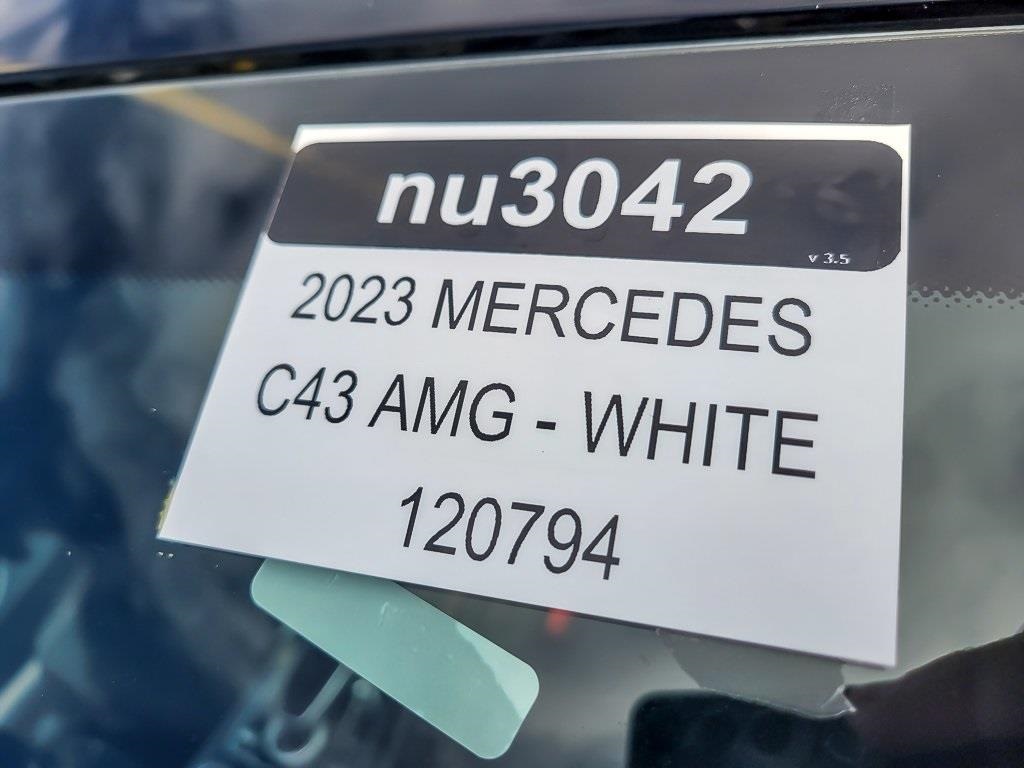 nu3042
v 3.5
2023 MERCEDES
C43 AMG - WHITE
120794